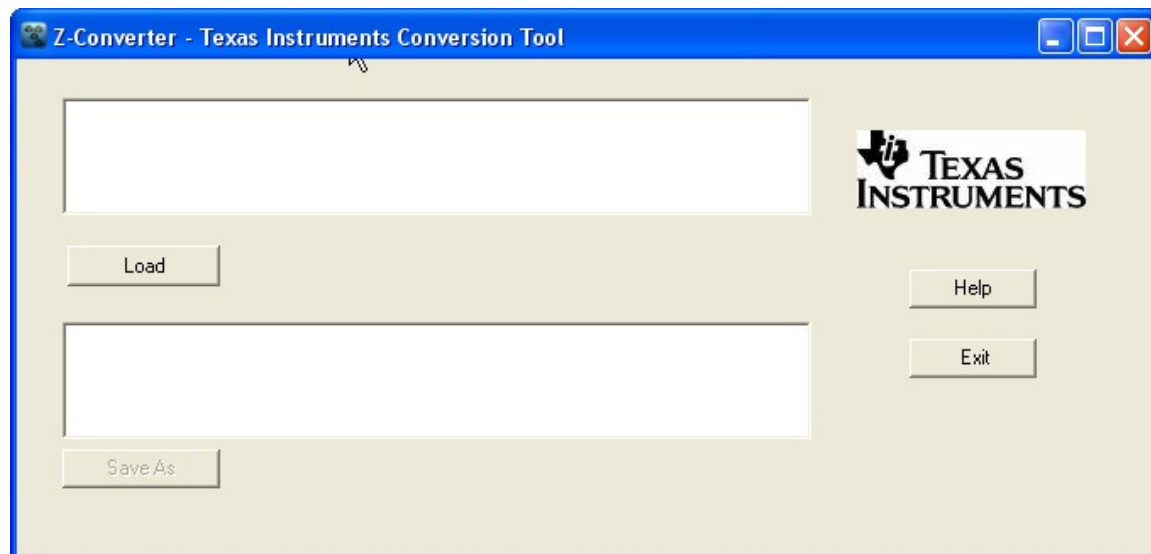 Z-Converter - Texas Instruments Conversion Tool
TEXAS
INSTRUMENTS
Load
Help
Exit
Save As